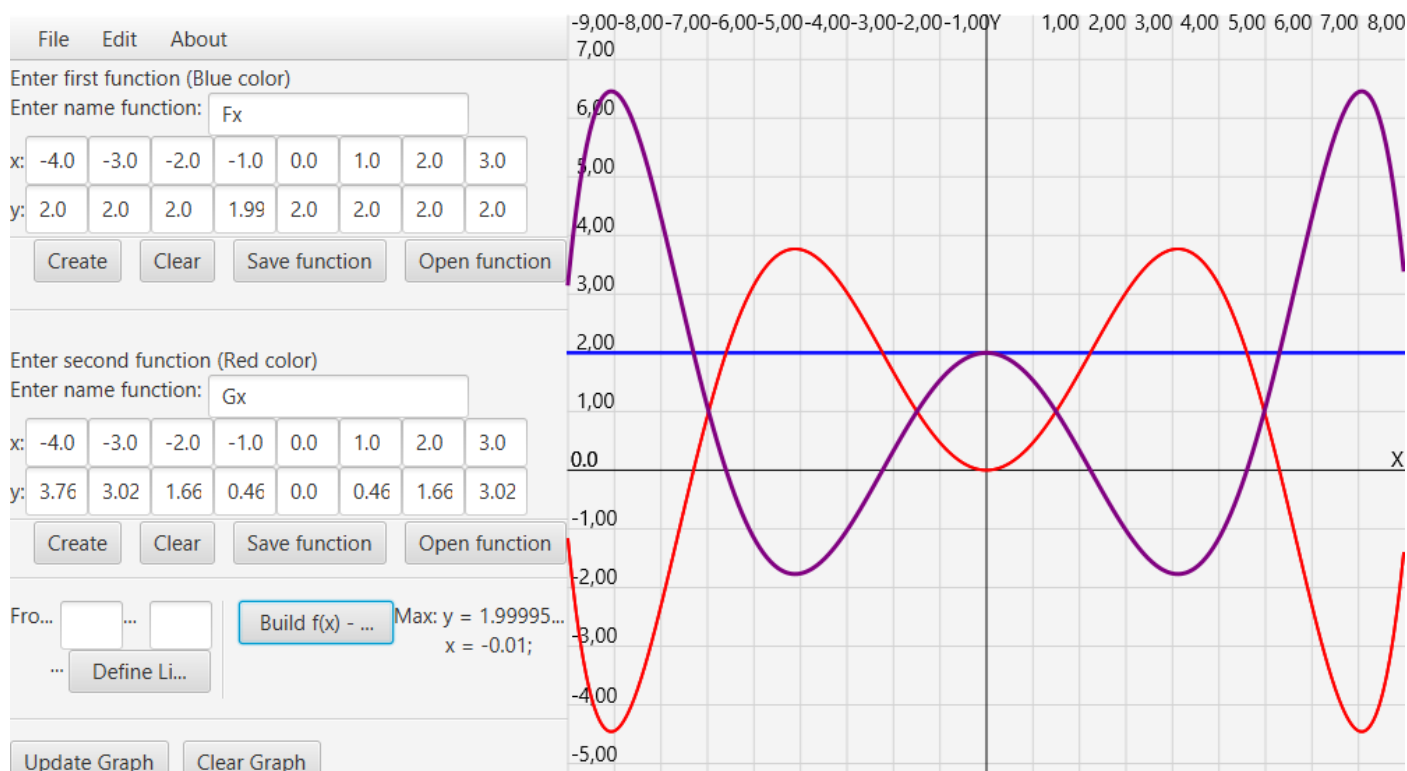 File Edit About
Enter first function (Blue color)
Enter name function: Fx
x: -4.0 -3.0 -2.0 -1.0 0.0 1.0 2.0 3.0
y: 2.0 2.0 2.0 1.99 2.0 2.0 2.0 2.0
Create Clear Save function Open function
Enter second function (Red color)
Enter name function: Gx
x: -4.0 -3.0 -2.0 -1.0 0.0 1.0 2.0 3.0
y: 3.76 3.02 1.66 0.46 0.0 0.46 1.66 3.02
Create Clear Save function Open function
Fro... ... Build f(x) - ... Max: y = 1.99995...
x = -0.01;
... Define Li...
Update Graph Clear Graph
-9,00 -8,00 -7,00 -6,00 -5,00 -4,00 -3,00 -2,00 -1,00 Y 1,00 2,00 3,00 4,00 5,00 6,00 7,00 8,00
7,00
6,00
5,00
4,00
3,00
2,00
1,00
0.0 X
-1,00
-2,00
-3,00
-4,00
-5,00